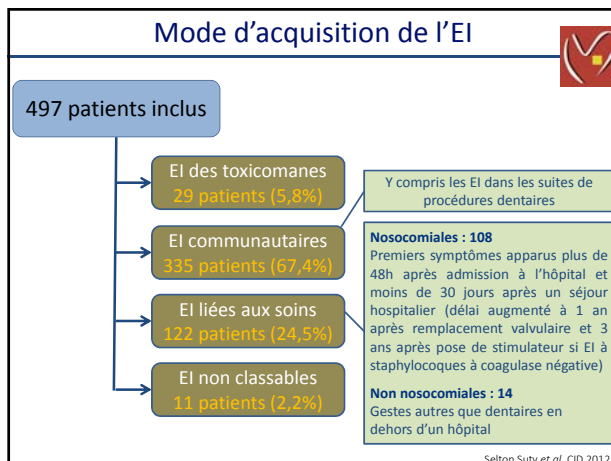 Mode d'acquisition de l'EI
497 patients inclus
EI des toxicomanes
29 patients (5,8%)
EI communautaires
335 patients (67,4%)
EI liées aux soins
122 patients (24,5%)
EI non classables
11 patients (2,2%)
Y compris les EI dans les suites de
procédures dentaires
Nosocomiales : 108
Premiers symptômes apparus plus de
48h après admission à l'hôpital et
moins de 30 jours après un séjour
hospitalier (délai augmenté à 1 an
après remplacement valvulaire et 3
ans après pose de stimulateur si EI à
staphylocoques à coagulase négative)
Non nosocomiales : 14
Gestes autres que dentaires en
dehors d'un hôpital
Selton Suty et al. CID 2012